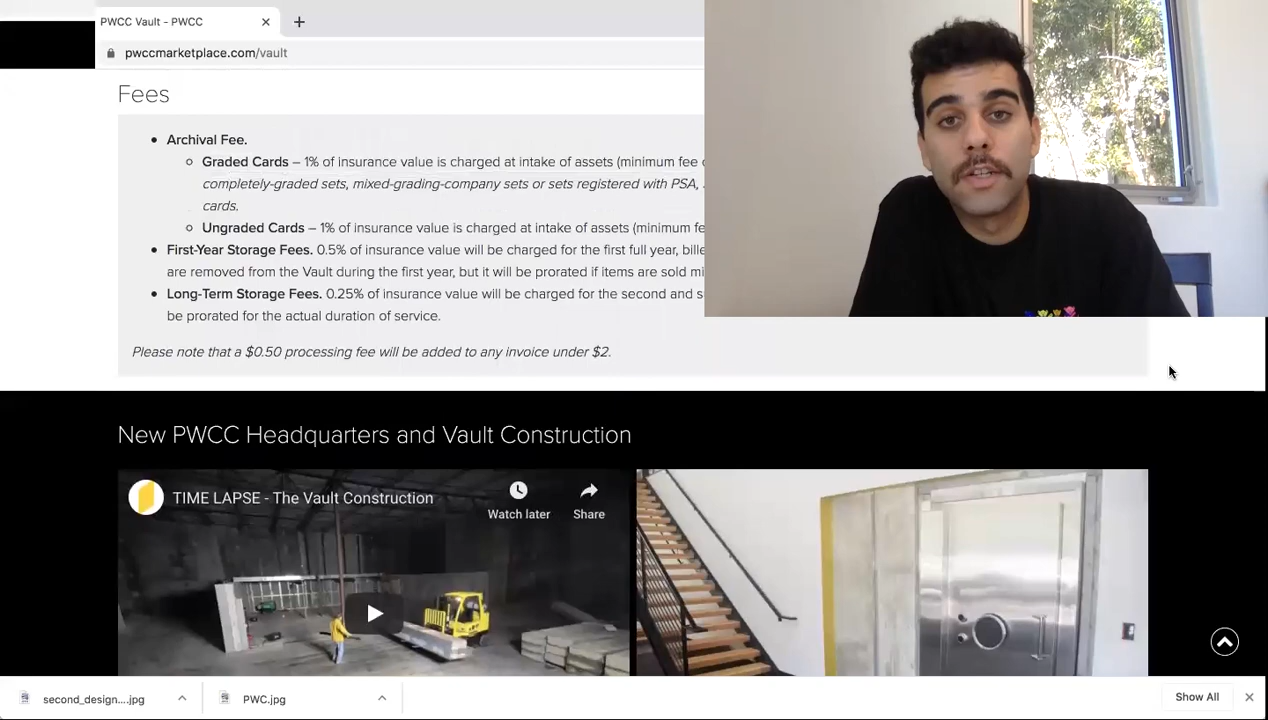 PWCC Vault - PWCC
pwccmarketplace.com/vault
Fees
Archival Fee.
Graded Cards – 1% of insurance value is charged at intake of assets (minimum fee
completely-graded sets, mixed-grading-company sets or sets registered with PSA,
cards.
Ungraded Cards – 1% of insurance value is charged at intake of assets (minimum
First-Year Storage Fees. 0.5% of insurance value will be charged for the first full year,
are removed from the Vault during the first year, but it will be prorated if items are sold
Long-Term Storage Fees. 0.25% of insurance value will be charged for the second and
be prorated for the actual duration of service.
Please note that a $0.50 processing fee will be added to any invoice under $2.
New PWCC Headquarters and Vault Construction
TIME LAPSE - The Vault Construction
Watch later
Share
second_design....jpg
PWC.jpg
Show All